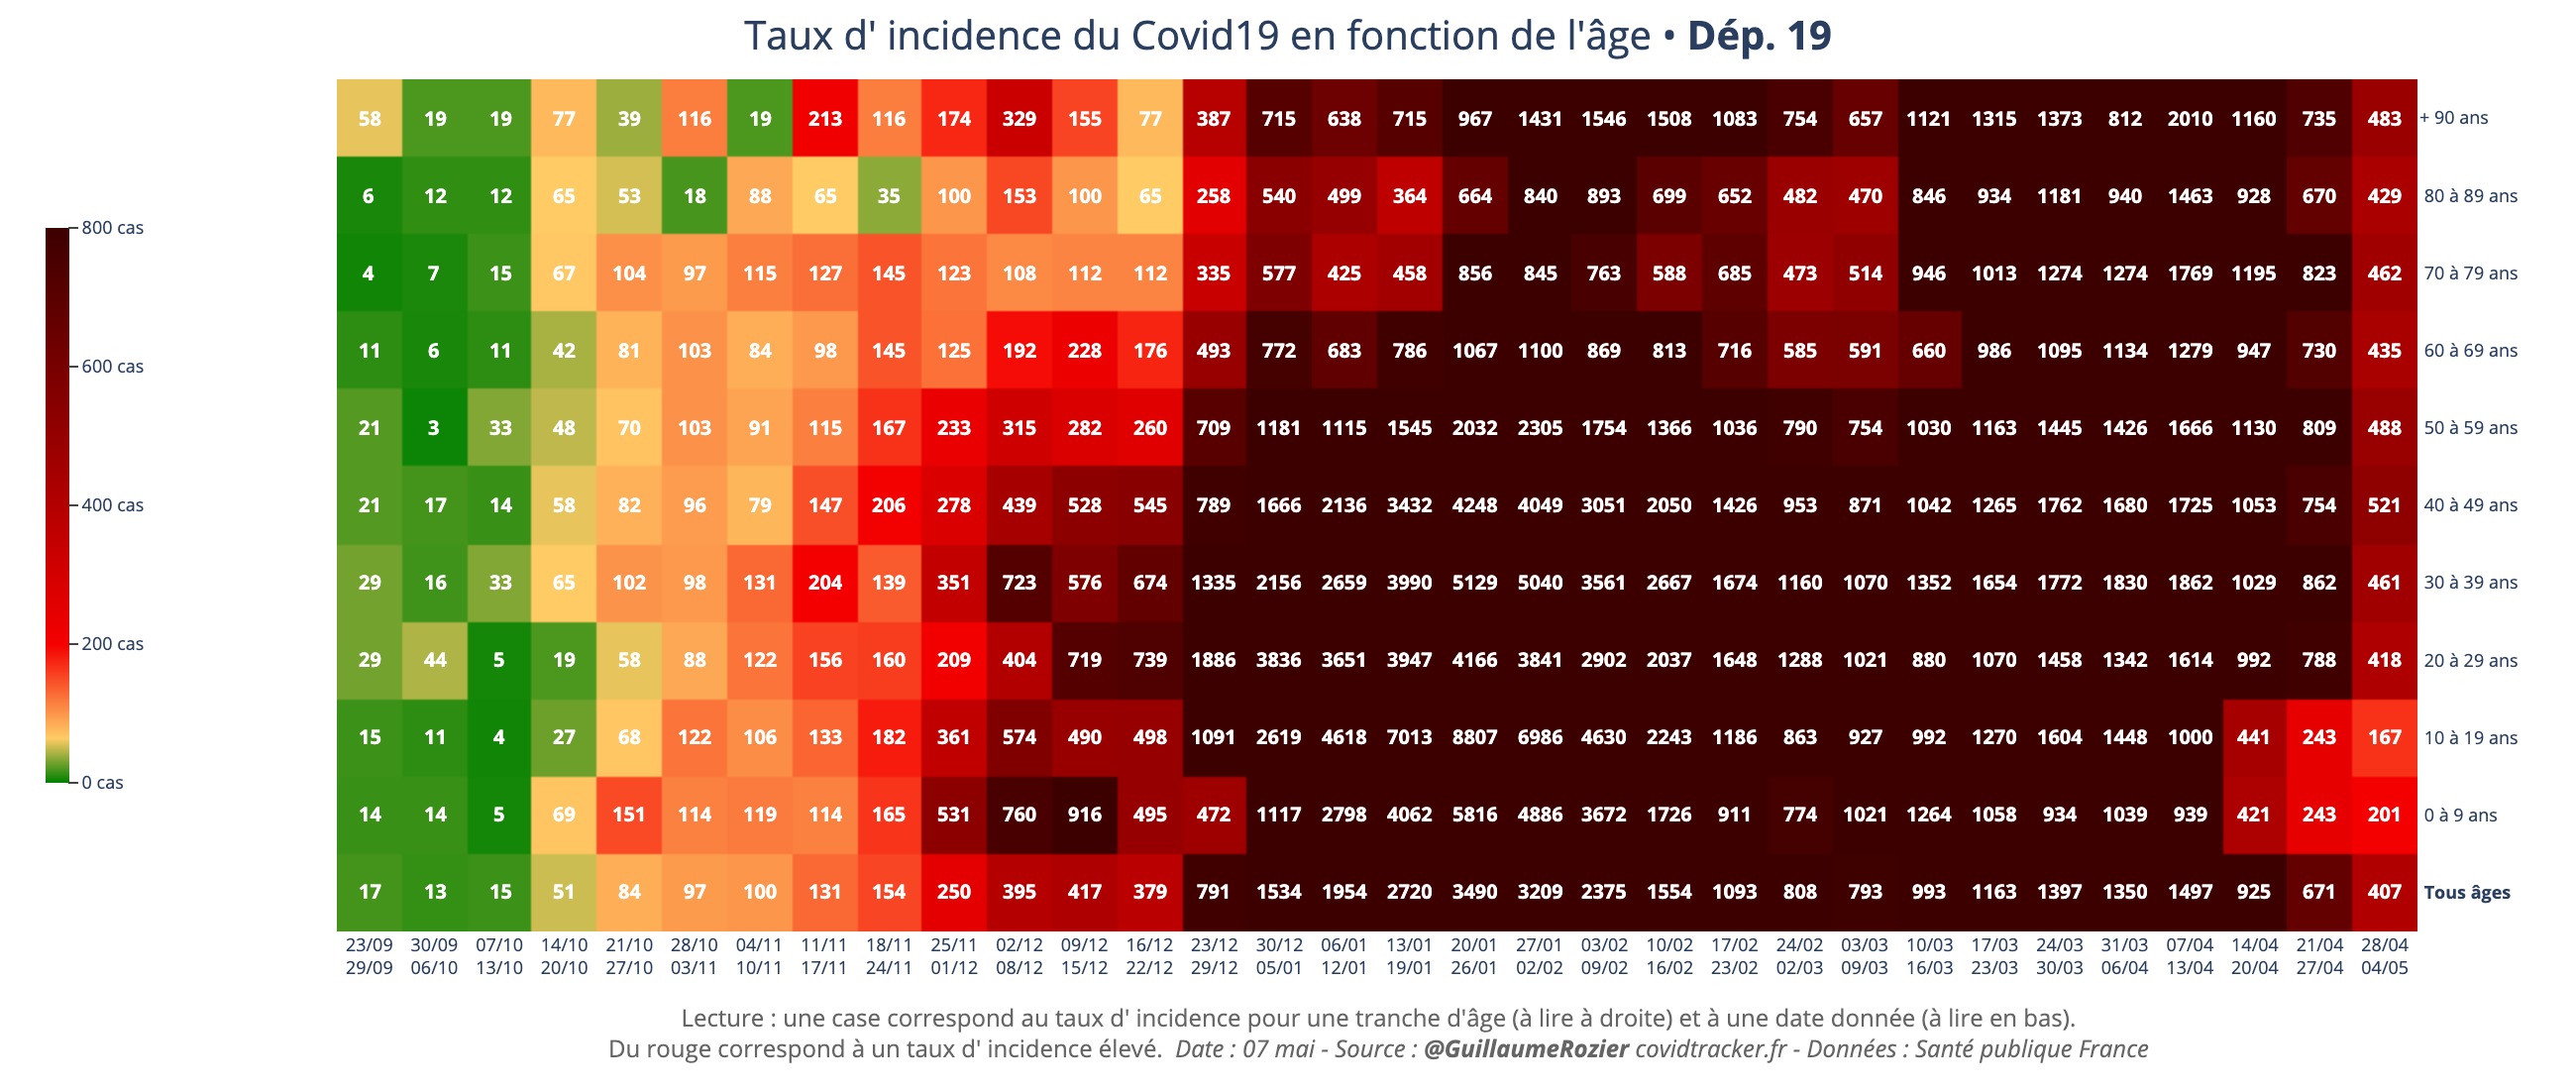 Taux d' incidence du Covid19 en fonction de l'âge • Dép. 19
58 19 19 77 39 116 19 213 116 174 329 155 77 387 715 638 715 967 1431 1546 1508 1083 754 657 1121 1315 1373 812 2010 1160 735 483 + 90 ans
6 12 12 65 53 18 88 65 35 100 153 100 65 258 540 499 364 664 840 893 699 652 482 470 846 934 1181 940 1463 928 670 429 80 à 89 ans
800 cas
4 7 15 67 104 97 115 127 145 123 108 112 112 335 577 425 458 856 845 763 588 685 473 514 946 1013 1274 1274 1769 1195 823 462 70 à 79 ans
11 6 11 42 81 103 84 98 145 125 192 228 176 493 772 683 786 1067 1100 869 813 716 585 591 660 986 1095 1134 1279 947 730 435 60 à 69 ans
600 cas
21 3 33 48 70 103 91 115 167 233 315 282 260 709 1181 1115 1545 2032 2305 1754 1366 1036 790 754 1030 1163 1445 1426 1666 1130 809 488 50 à 59 ans
400 cas
21 17 14 58 82 96 79 147 206 278 439 528 545 789 1666 2136 3432 4248 4049 3051 2050 1426 953 871 1042 1265 1762 1680 1725 1053 754 521 40 à 49 ans
29 16 33 65 102 98 131 204 139 351 723 576 674 1335 2156 2659 3990 5129 5040 3561 2667 1674 1160 1070 1352 1654 1772 1830 1862 1029 862 461 30 à 39 ans
200 cas
29 44 5 19 58 88 122 156 160 209 404 719 739 1886 3836 3651 3947 4166 3841 2902 2037 1648 1288 1021 880 1070 1458 1342 1614 992 788 418 20 à 29 ans
15 11 4 27 68 122 106 133 182 361 574 490 498 1091 2619 4618 7013 8807 6986 4630 2243 1186 863 927 992 1270 1604 1448 1000 441 243 167 10 à 19 ans
0 cas
14 14 5 69 151 114 119 114 165 531 760 916 495 472 1117 2798 4062 5816 4886 3672 1726 911 774 1021 1264 1058 934 1039 939 421 243 201 0 à 9 ans
17 13 15 51 84 97 100 131 154 250 395 417 379 791 1534 1954 2720 3490 3209 2375 1554 1093 808 793 993 1163 1397 1350 1497 925 671 407 Tous âges
23/09 30/09 07/10 14/10 21/10 28/10 04/11 11/11 18/11 25/11 02/12 09/12 16/12 23/12 30/12 06/01 13/01 20/01 27/01 03/02 10/02 17/02 24/02 03/03 10/03 17/03 24/03 31/03 07/04 14/04 21/04 28/04
29/09 06/10 13/10 20/10 27/10 03/11 10/11 17/11 24/11 01/12 08/12 15/12 22/12 29/12 05/01 12/01 19/01 26/01 02/02 09/02 16/02 23/02 02/03 09/03 16/03 23/03 30/03 06/04 13/04 20/04 27/04 04/05
Lecture : une case correspond au taux d' incidence pour une tranche d'âge (à lire à droite) et à une date donnée (à lire en bas).
Du rouge correspond à un taux d' incidence élevé. Date : 07 mai - Source : @GuillaumeRozier covidtracker.fr - Données : Santé publique France